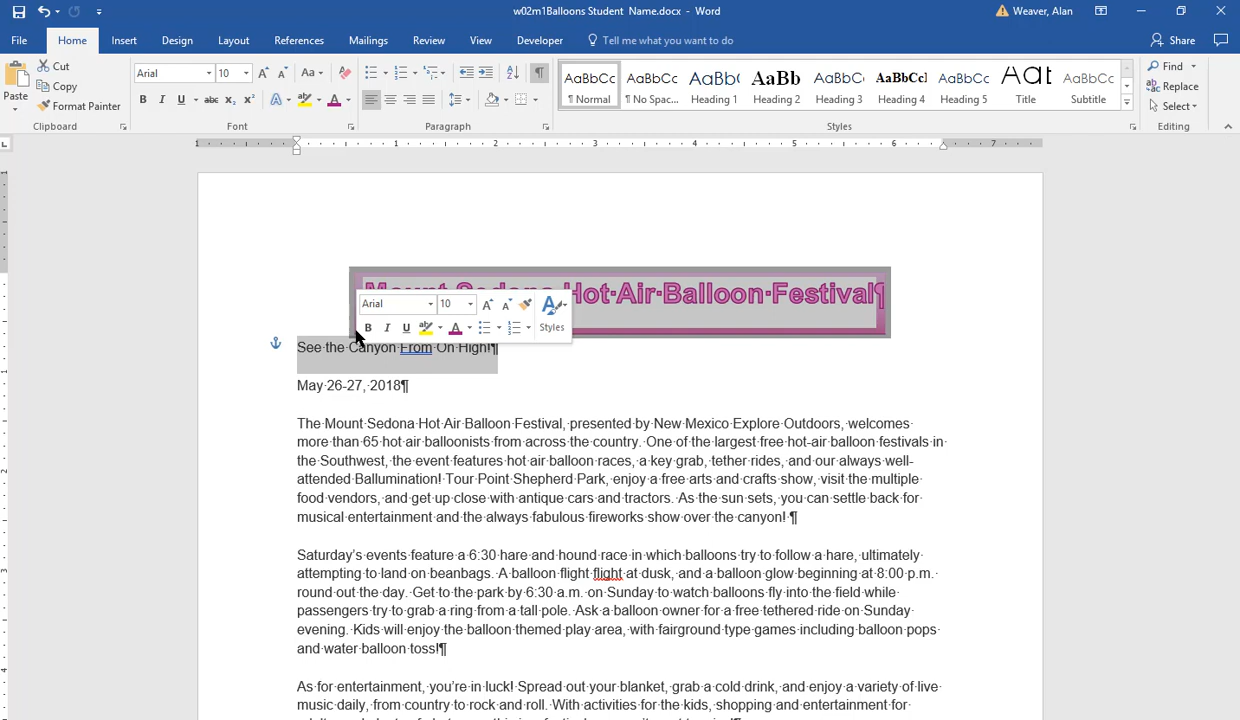 w02m1Balloons Student Name.docx - Word
Weaver, Alan
File Home Insert Design Layout References Mailings Review View Developer Tell me what you want to do Share
Paste Cut Copy Format Painter
Clipboard
Arial 10 Aa
B I U abc X₂ X² A ab A
Font
Paragraph
AaBbCc AaBbCc AaBb( AaBb AaBbC AaBbCcl AaBbCc Aat AaBbCc
¶ Normal ¶ No Spac... Heading 1 Heading 2 Heading 3 Heading 4 Heading 5 Title Subtitle
Styles
Find
Replace
Select
Editing
1 1 2 3 4 5 6 7
Mount Sedona Hot·Air·Balloon·Festival¶
Arial 10 A A Styles
B I U ab A
See·the·Canyon·From·On·High!¶
May·26-27,·2018¶
The·Mount·Sedona·Hot·Air·Balloon·Festival,·presented·by·New·Mexico·Explore·Outdoors,·welcomes·
more·than·65·hot·air·balloonists·from·across·the·country.·One·of·the·largest·free·hot-air·balloon·festivals·in·
the·Southwest,·the·event·features·hot·air·balloon·races,·a·key·grab,·tether·rides,·and·our·always·well-
attended·Ballumination!·Tour·Point·Shepherd·Park,·enjoy·a·free·arts·and·crafts·show,·visit·the·multiple·
food·vendors,·and·get·up·close·with·antique·cars·and·tractors.·As·the·sun·sets,·you·can·settle·back·for·
musical·entertainment·and·the·always·fabulous·fireworks·show·over·the·canyon!·¶
Saturday's·events·feature·a·6:30·hare·and·hound·race·in·which·balloons·try·to·follow·a·hare,·ultimately·
attempting·to·land·on·beanbags.·A·balloon·flight·flight·at·dusk,·and·a·balloon·glow·beginning·at·8:00·p.m.·
round·out·the·day.·Get·to·the·park·by·6:30·a.m.·on·Sunday·to·watch·balloons·fly·into·the·field·while·
passengers·try·to·grab·a·ring·from·a·tall·pole.·Ask·a·balloon·owner·for·a·free·tethered·ride·on·Sunday·
evening.·Kids·will·enjoy·the·balloon·themed·play·area,·with·fairground·type·games·including·balloon·pops·
and·water·balloon·toss!¶
As·for·entertainment,·you're·in·luck!·Spread·out·your·blanket,·grab·a·cold·drink,·and·enjoy·a·variety·of·live·
music·daily,·from·country·to·rock·and·roll.·With·activities·for·the·kids,·shopping·and·entertainment·for·